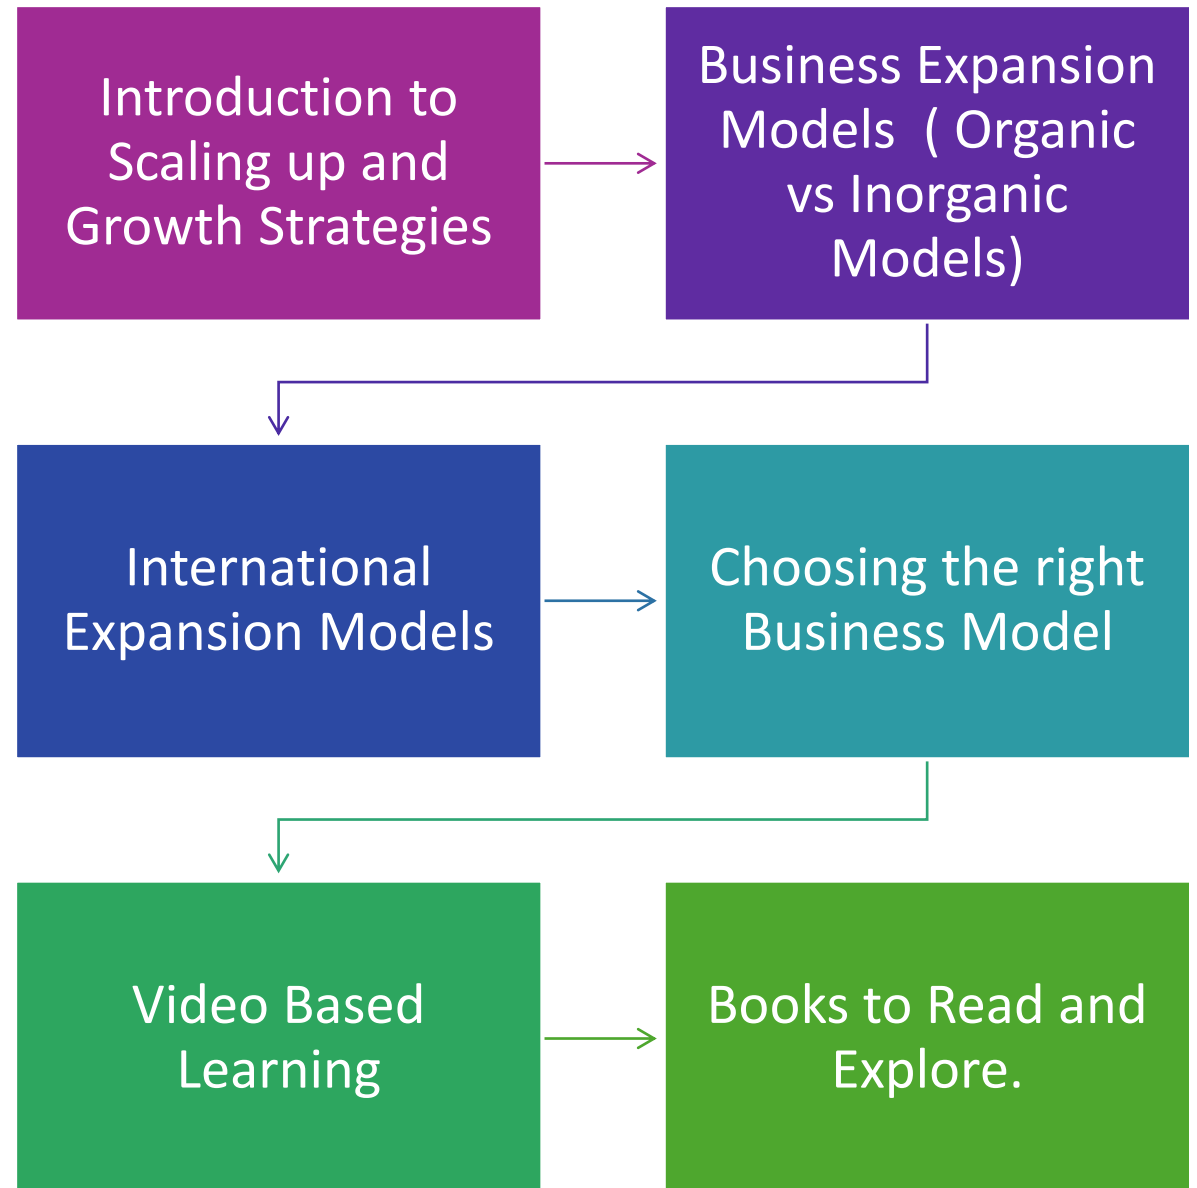 Introduction to
Scaling up and
Growth Strategies
Business Expansion
Models  ( Organic
vs Inorganic
Models)
International
Expansion Models
Choosing the right
Business Model
Video Based
Learning
Books to Read and
Explore.